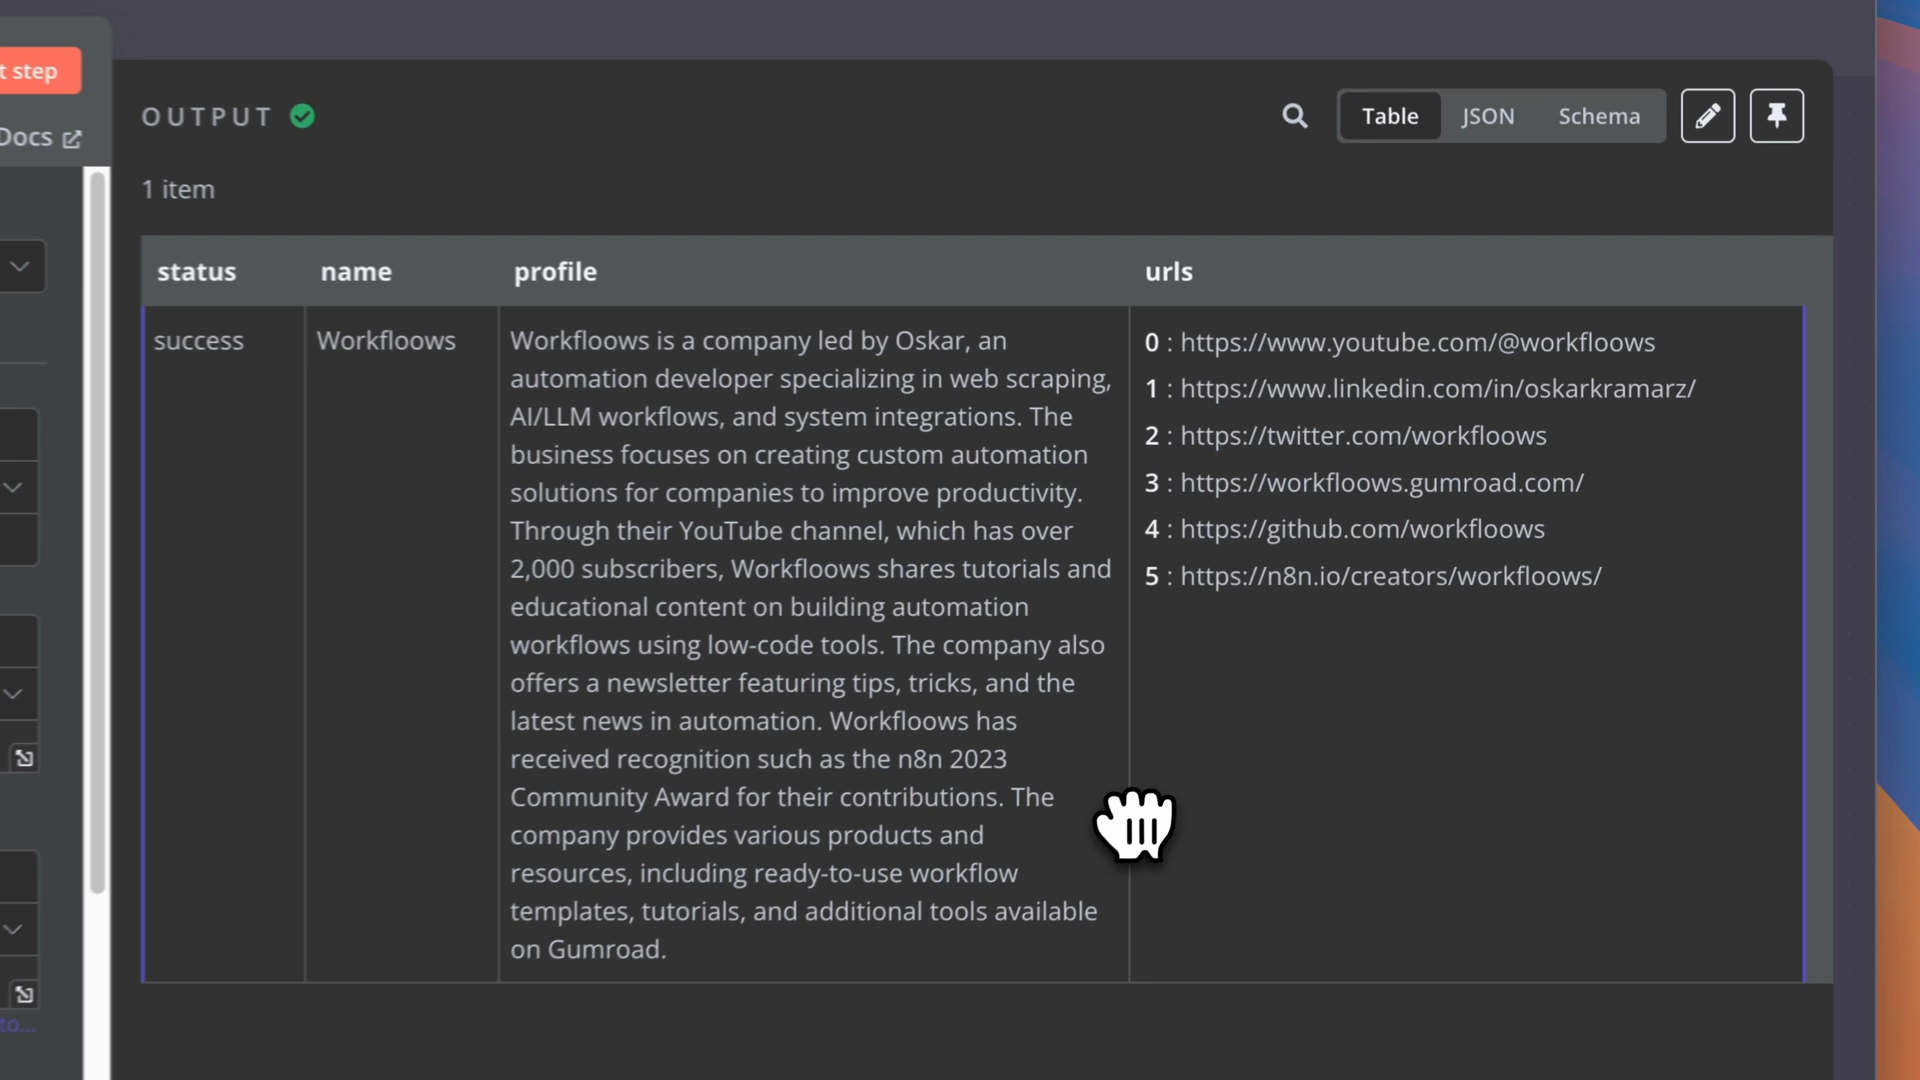 t step
Docs
OUTPUT
Table
JSON
Schema
1 item
status
name
profile
urls
success
Workfloows
Workfloows is a company led by Oskar, an
automation developer specializing in web scraping,
AI/LLM workflows, and system integrations. The
business focuses on creating custom automation
solutions for companies to improve productivity.
Through their YouTube channel, which has over
2,000 subscribers, Workfloows shares tutorials and
educational content on building automation
workflows using low-code tools. The company also
offers a newsletter featuring tips, tricks, and the
latest news in automation. Workfloows has
received recognition such as the n8n 2023
Community Award for their contributions. The
company provides various products and
resources, including ready-to-use workflow
templates, tutorials, and additional tools available
on Gumroad.
0 : https://www.youtube.com/@workfloows
1 : https://www.linkedin.com/in/oskarkramarz/
2 : https://twitter.com/workfloows
3 : https://workfloows.gumroad.com/
4 : https://github.com/workfloows
5 : https://n8n.io/creators/workfloows/
to...